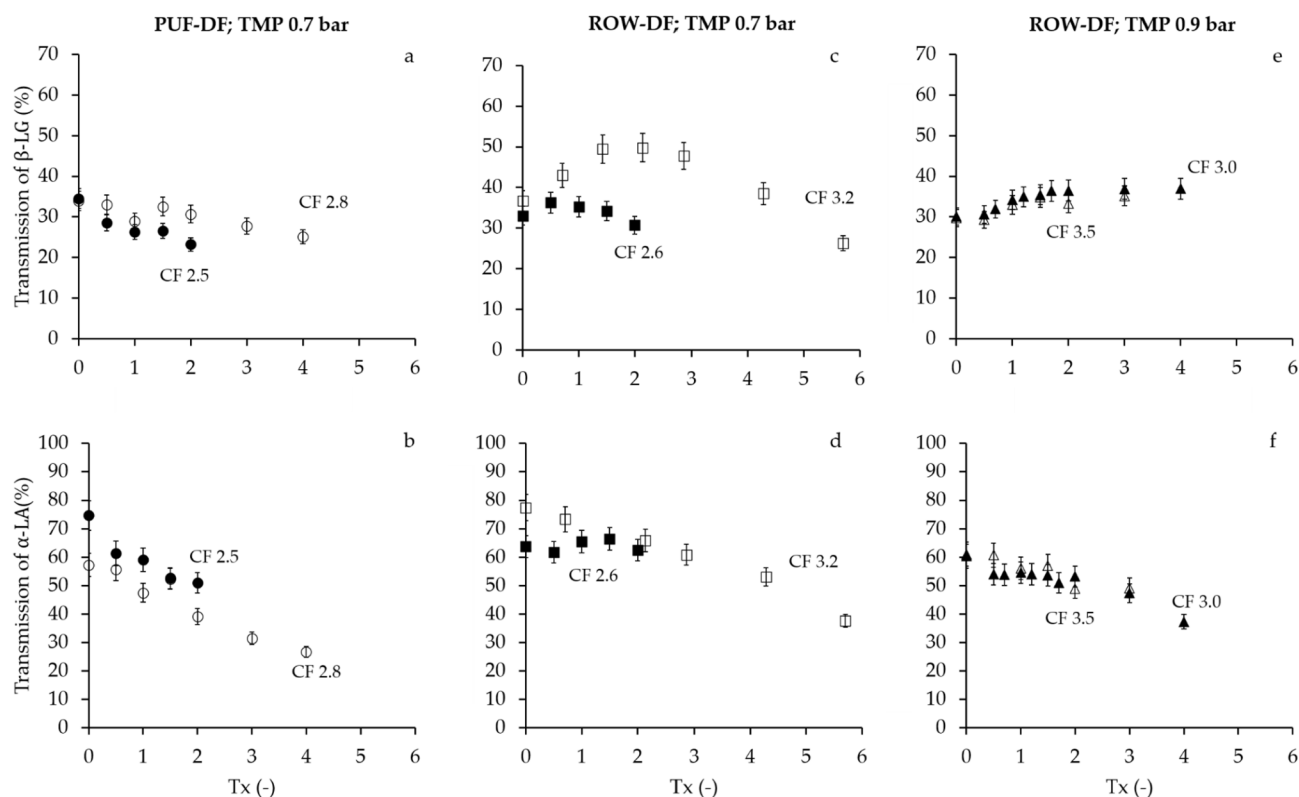 PUF-DF; TMP 0.7 bar
ROW-DF; TMP 0.7 bar
ROW-DF; TMP 0.9 bar
Transmission of β-LG (%)
70
60
50
40
30
20
10
0
0 1 2 3 4 5 6
a
CF 2.8
CF 2.5
70
60
50
40
30
20
10
0
0 1 2 3 4 5 6
c
CF 3.2
CF 2.6
70
60
50
40
30
20
10
0
0 1 2 3 4 5 6
e
CF 3.0
CF 3.5
Transmission of α-LA(%)
100
90
80
70
60
50
40
30
20
10
0
0 1 2 3 4 5 6
Tx (-)
b
CF 2.5
CF 2.8
100
90
80
70
60
50
40
30
20
10
0
0 1 2 3 4 5 6
Tx (-)
d
CF 2.6
CF 3.2
100
90
80
70
60
50
40
30
20
10
0
0 1 2 3 4 5 6
Tx (-)
f
CF 3.5
CF 3.0